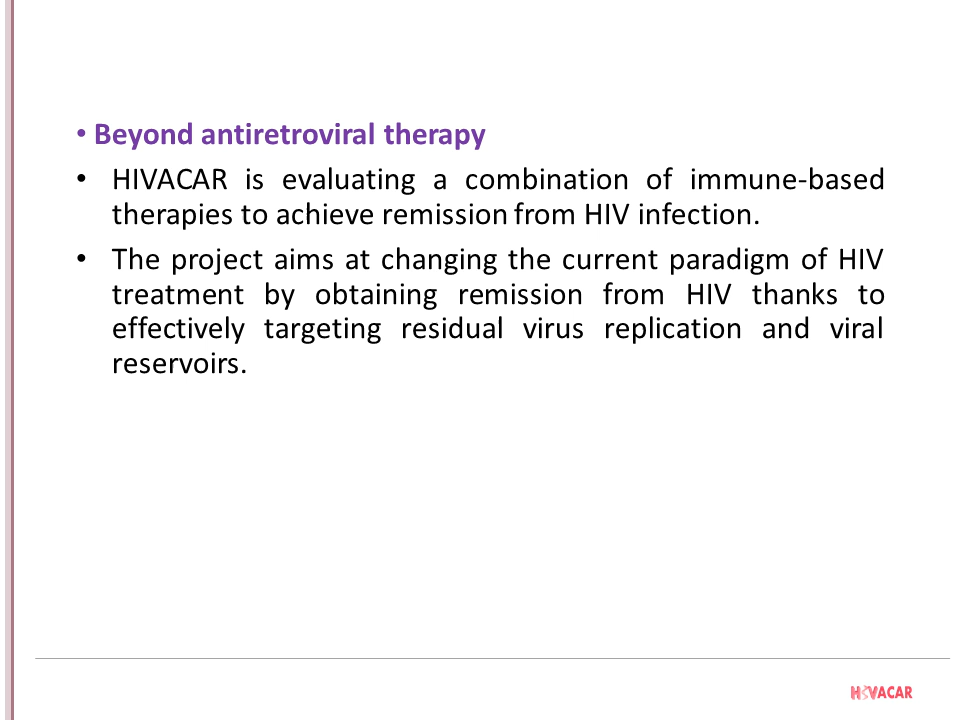 • Beyond antiretroviral therapy
• HIVACAR is evaluating a combination of immune-based
therapies to achieve remission from HIV infection.
• The project aims at changing the current paradigm of HIV
treatment by obtaining remission from HIV thanks to
effectively targeting residual virus replication and viral
reservoirs.
HIVACAR